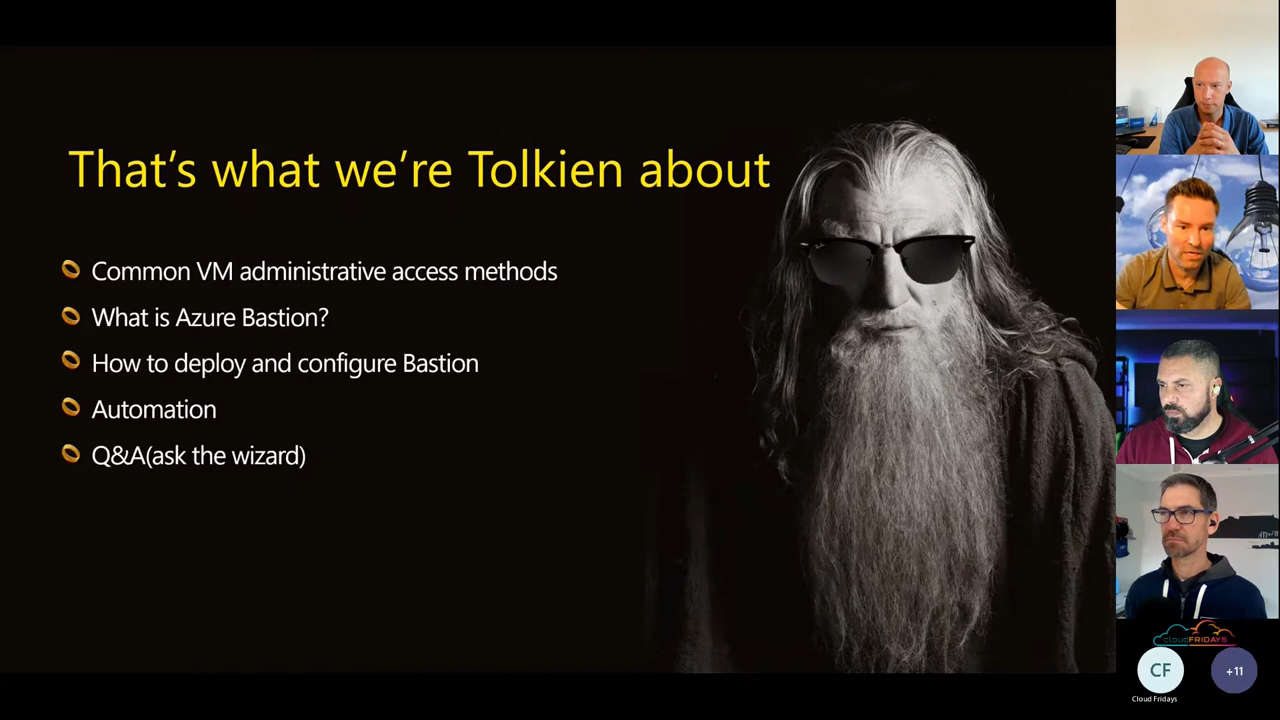 That's what we're Tolkien about
Common VM administrative access methods
What is Azure Bastion?
How to deploy and configure Bastion
Automation
Q&A(ask the wizard)
cloudFRIDAYS
CF
+11
Cloud Fridays